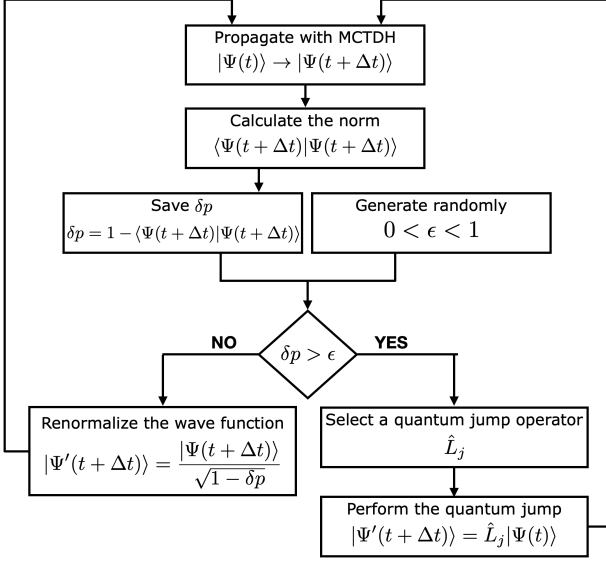 Propagate with MCTDH
|Ψ(t)⟩ → |Ψ(t + Δt)⟩
Calculate the norm
⟨Ψ(t + Δt)|Ψ(t + Δt)⟩
Save δp
δp = 1 − ⟨Ψ(t + Δt)|Ψ(t + Δt)⟩
Generate randomly
0 < ϵ < 1
NO
δp > ϵ
YES
Renormalize the wave function
|Ψ′(t + Δt)⟩ = |Ψ(t + Δt)⟩ / √(1 − δp)
Select a quantum jump operator
L̂ⱼ
Perform the quantum jump
|Ψ′(t + Δt)⟩ = L̂ⱼ|Ψ(t)⟩